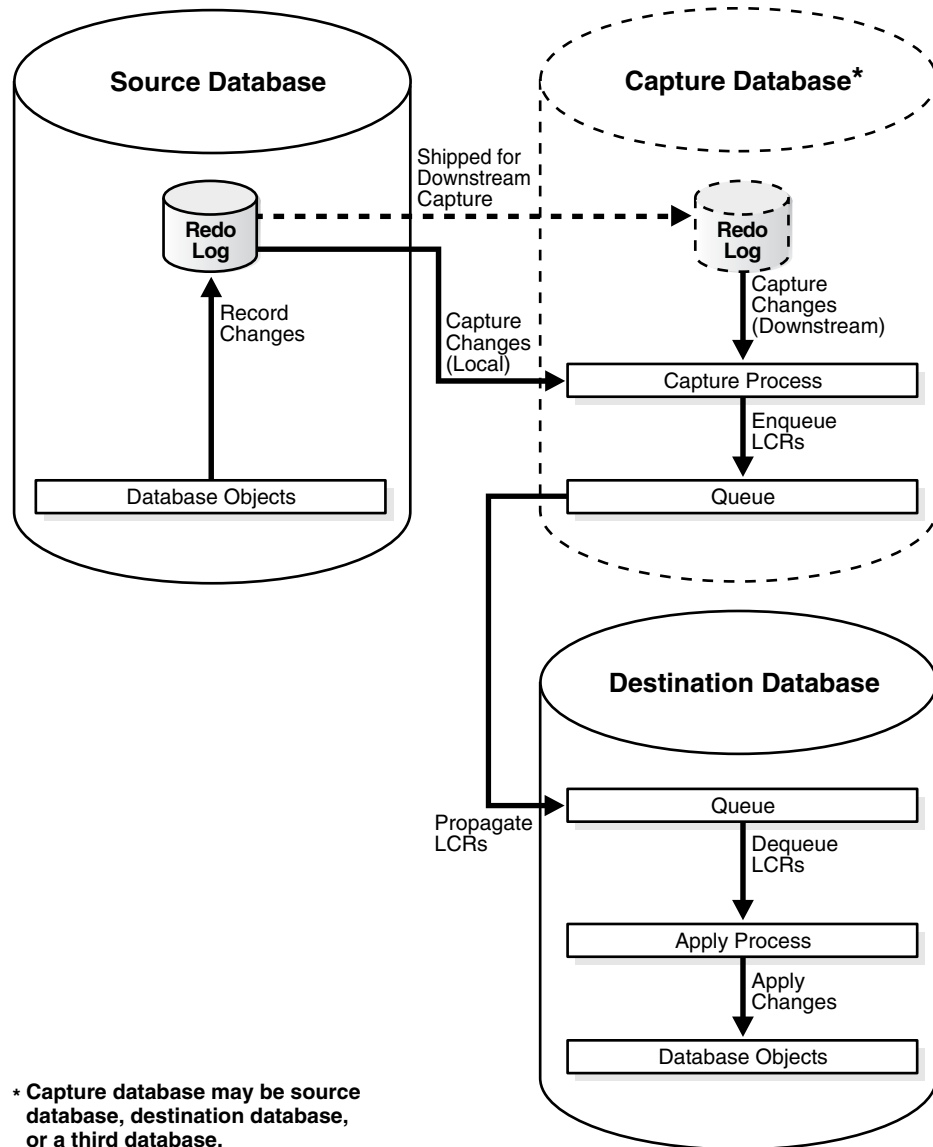 Source Database
Capture Database*
Shipped for
Downstream
Capture
Redo
Log
Redo
Log
Record
Changes
Capture
Changes
(Local)
Capture
Changes
(Downstream)
Capture Process
Enqueue
LCRs
Database Objects
Queue
Destination Database
Propagate
LCRs
Queue
Dequeue
LCRs
Apply Process
Apply
Changes
Database Objects
* Capture database may be source
database, destination database,
or a third database.